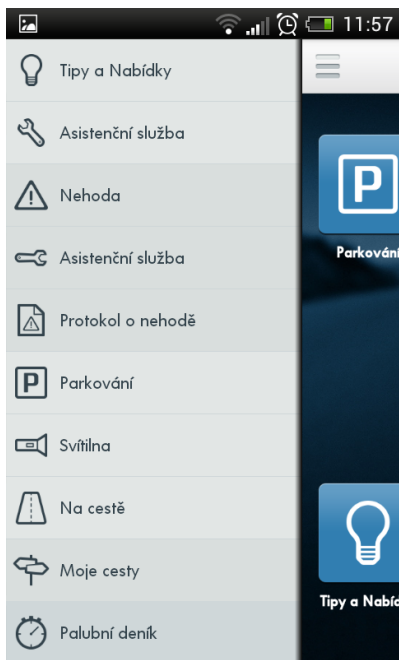 11:57
Tipy a Nabídky
Asistenční služba
Nehoda
Asistenční služba
Protokol o nehodě
P Parkování
Svítilna
Na cestě
Moje cesty
Palubní deník
P
Parkování
Tipy a